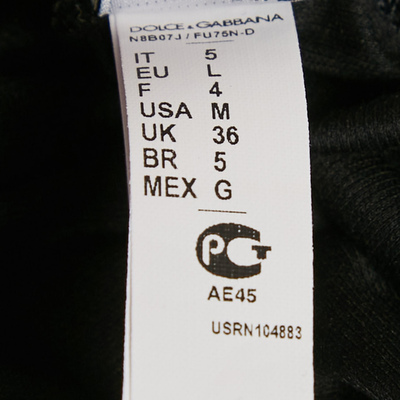 DOLCE & GABBANA
N8B07J / FU75N-D
IT 5
EU L
F 4
USA M
UK 36
BR 5
MEX G
PCT
AE45
USRN104883